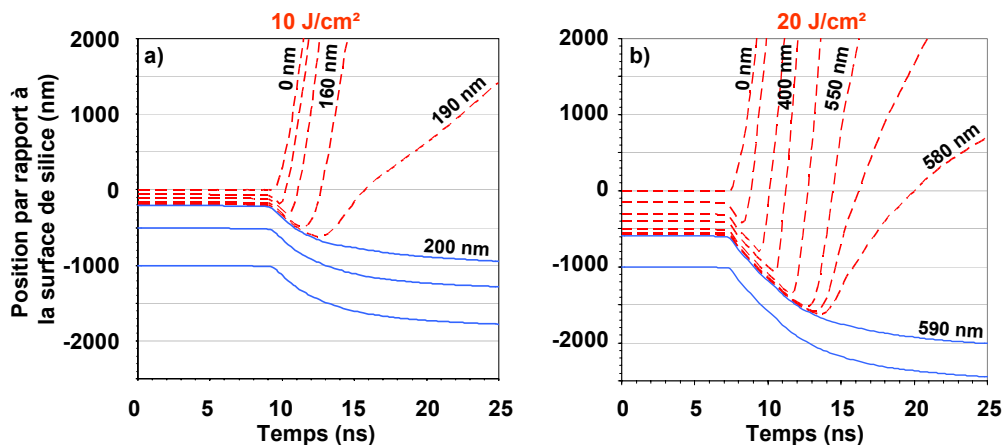 10 J/cm²
20 J/cm²
Position par rapport à
la surface de silice (nm)
a)
2000
1000
0
-1000
-2000
0 nm
160 nm
190 nm
200 nm
0
5
10
15
20
25
Temps (ns)
b)
2000
1000
0
-1000
-2000
0 nm
400 nm
550 nm
580 nm
590 nm
0
5
10
15
20
25
Temps (ns)